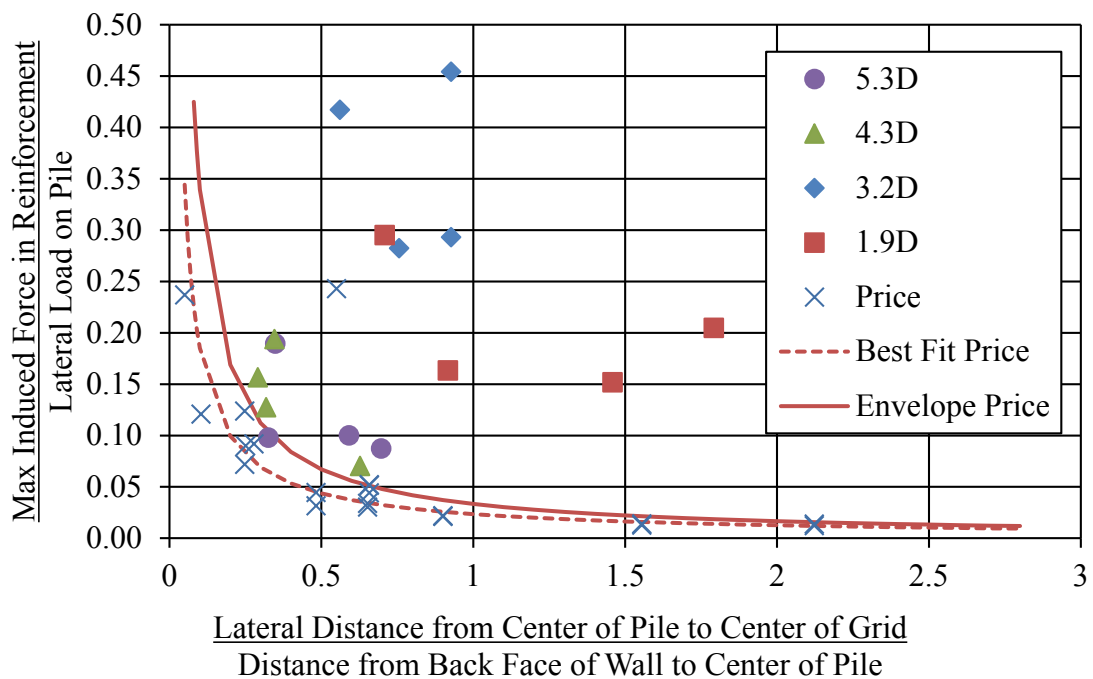 Max Induced Force in Reinforcement
Lateral Load on Pile
0.50
0.45
0.40
0.35
0.30
0.25
0.20
0.15
0.10
0.05
0.00
0 0.5 1 1.5 2 2.5 3
Lateral Distance from Center of Pile to Center of Grid
Distance from Back Face of Wall to Center of Pile
5.3D
4.3D
3.2D
1.9D
Price
Best Fit Price
Envelope Price